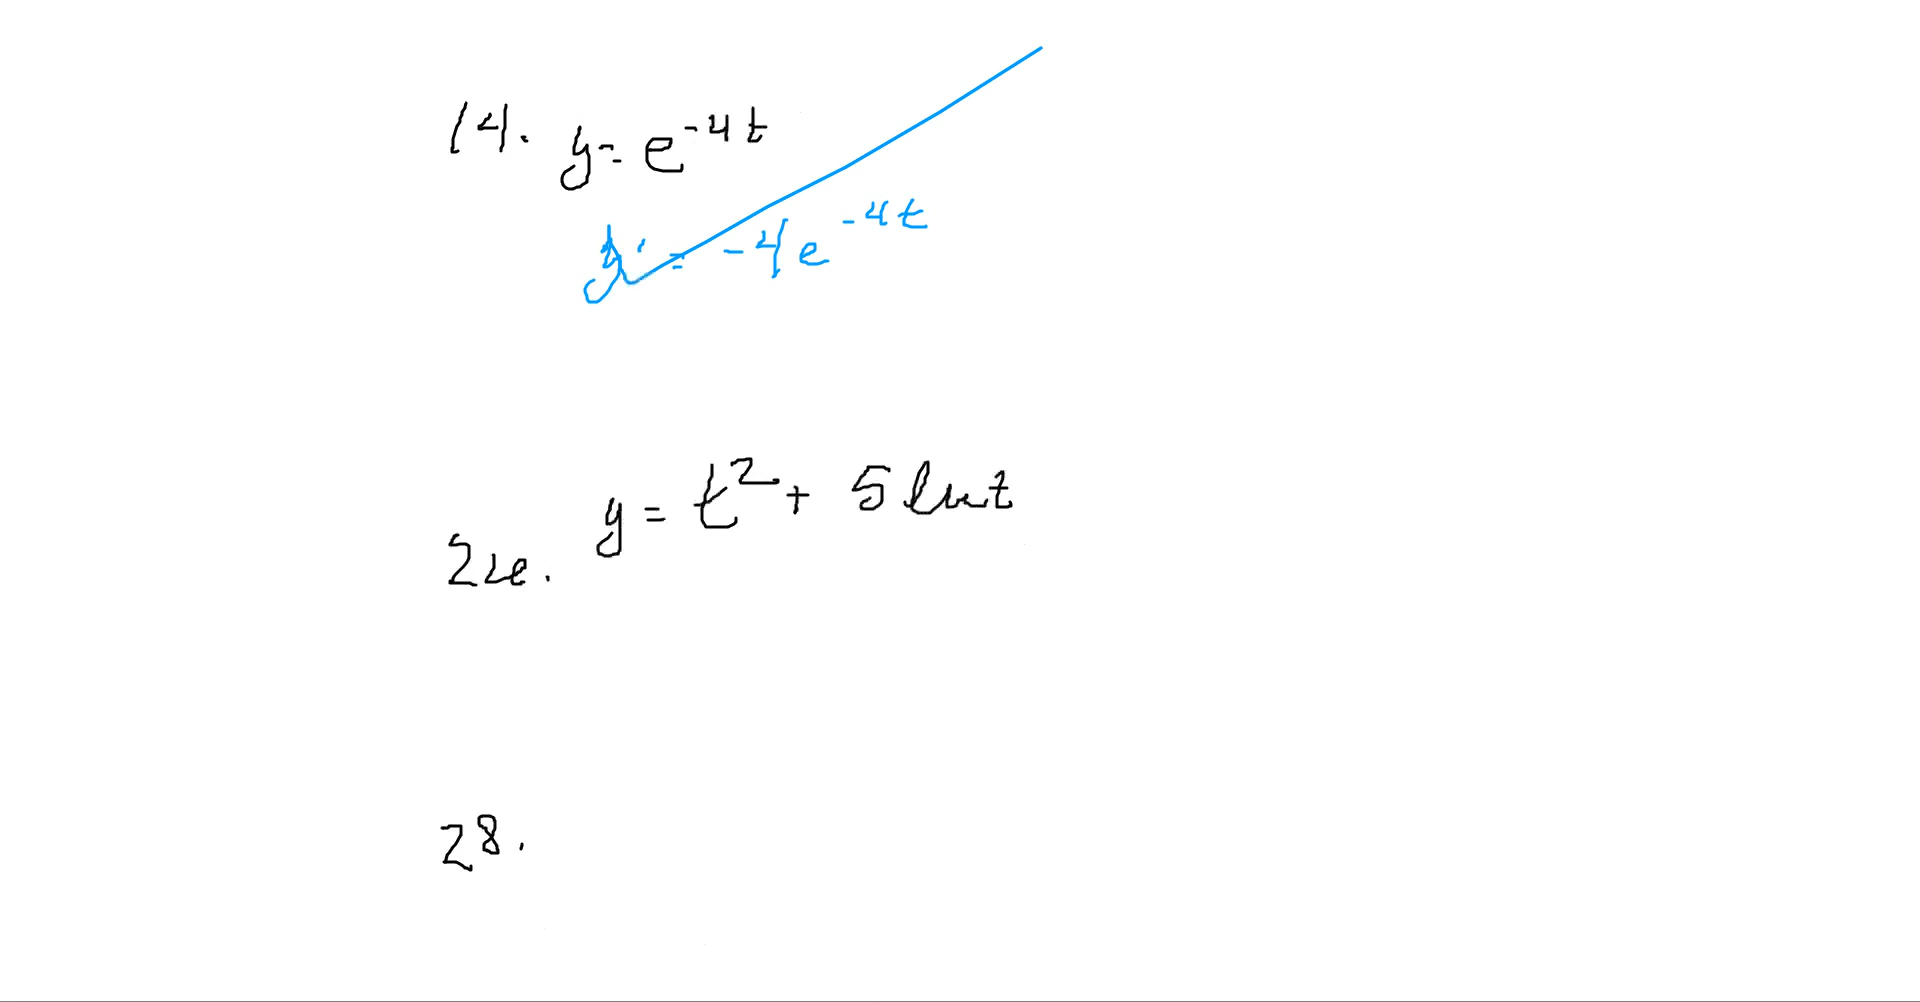 14. y = e^-4t
y' = -4e^-4t
y = t^2 + 5 ln t
26.
28.